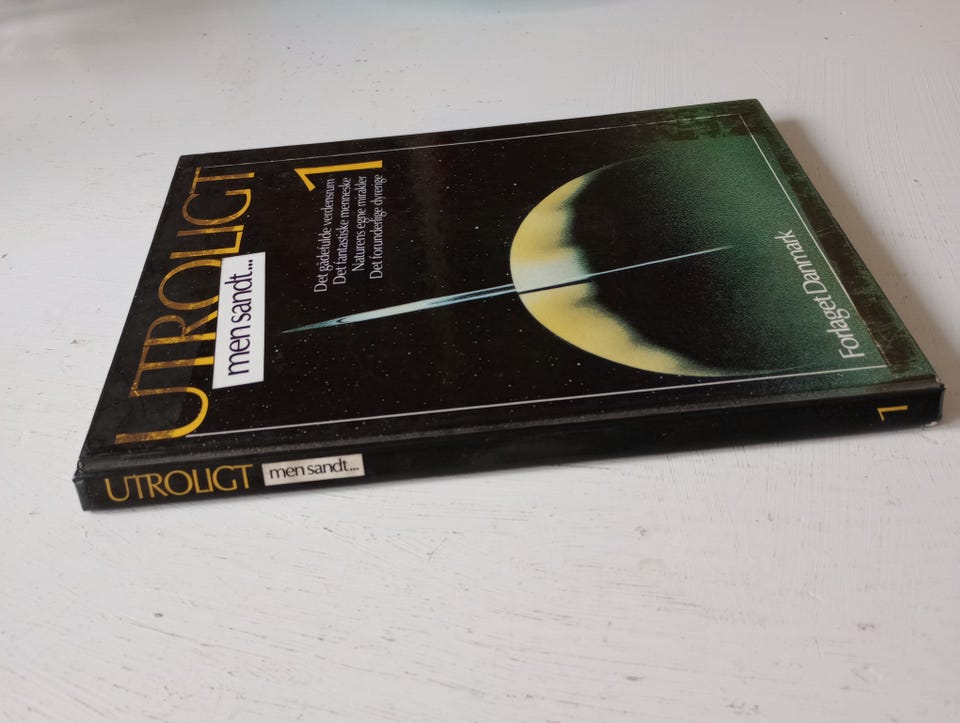 UTROLIGT
men sandt...
1
Det gådefulde verdensrum
Det fantastiske menneske
Naturens egne mirakler
Det forunderlige dyrerige
Forlaget Danmark
UTROLIGT men sandt... 1